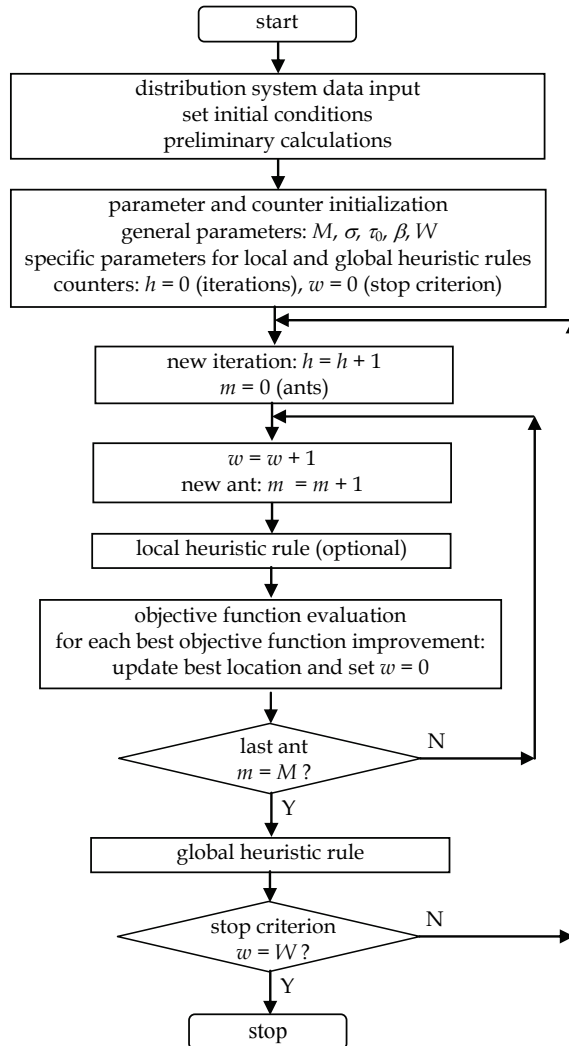 start
distribution system data input
set initial conditions
preliminary calculations
parameter and counter initialization
general parameters: M, σ, τ₀, β, W
specific parameters for local and global heuristic rules
counters: h = 0 (iterations), w = 0 (stop criterion)
new iteration: h = h + 1
m = 0 (ants)
w = w + 1
new ant: m = m + 1
local heuristic rule (optional)
objective function evaluation
for each best objective function improvement:
update best location and set w = 0
last ant
m = M ?
N
Y
global heuristic rule
stop criterion
w = W ?
N
Y
stop